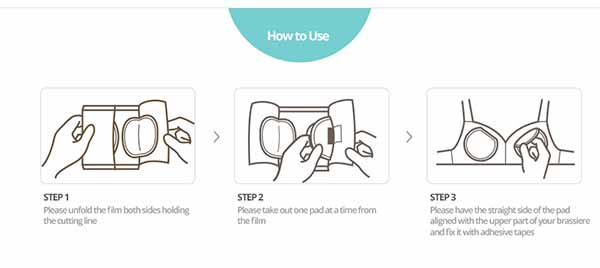 How to Use
STEP 1
Please unfold the film both sides holding
the cutting line
STEP 2
Please take out one pad at a time from
the film
STEP 3
Please have the straight side of the pad
aligned with the upper part of your brassiere
and fix it with adhesive tapes